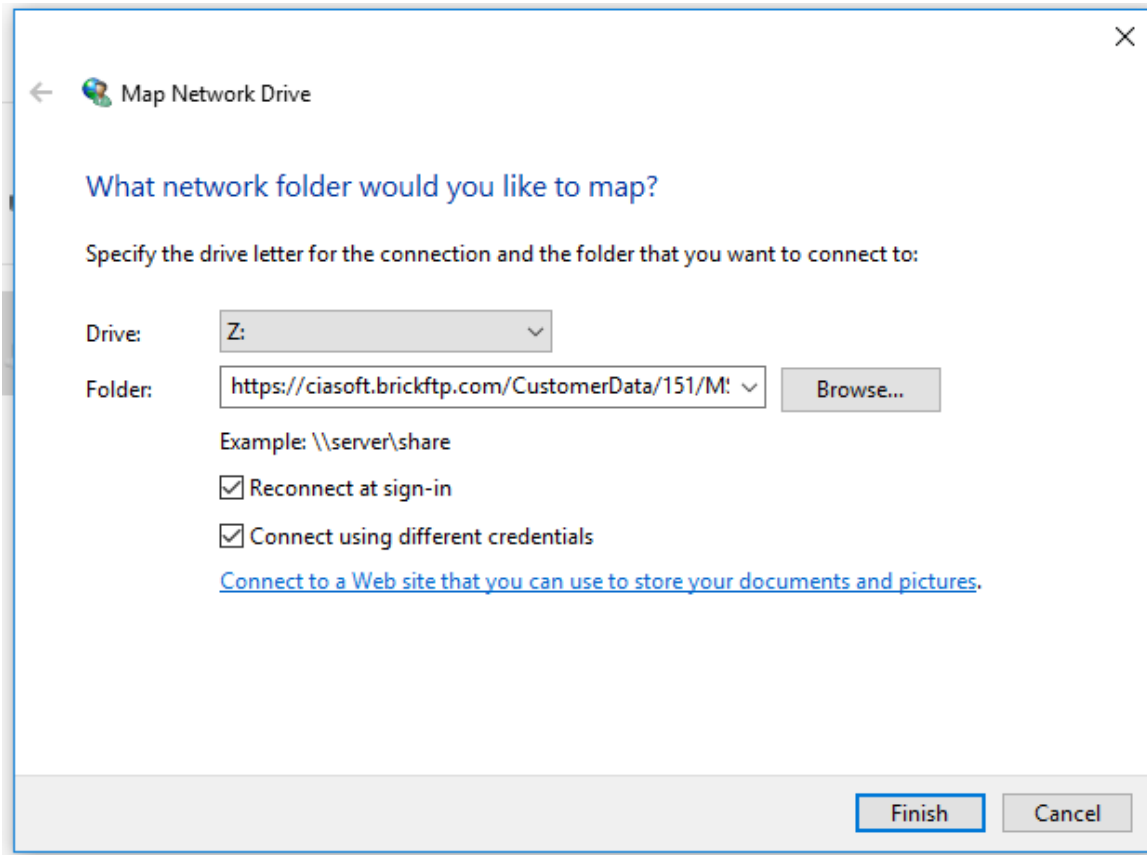 Map Network Drive
What network folder would you like to map?
Specify the drive letter for the connection and the folder that you want to connect to:
Drive: Z:
Folder: https://ciasoft.brickftp.com/CustomerData/151/M Browse...
Example: \\server\share
Reconnect at sign-in
Connect using different credentials
Connect to a Web site that you can use to store your documents and pictures.
Finish Cancel